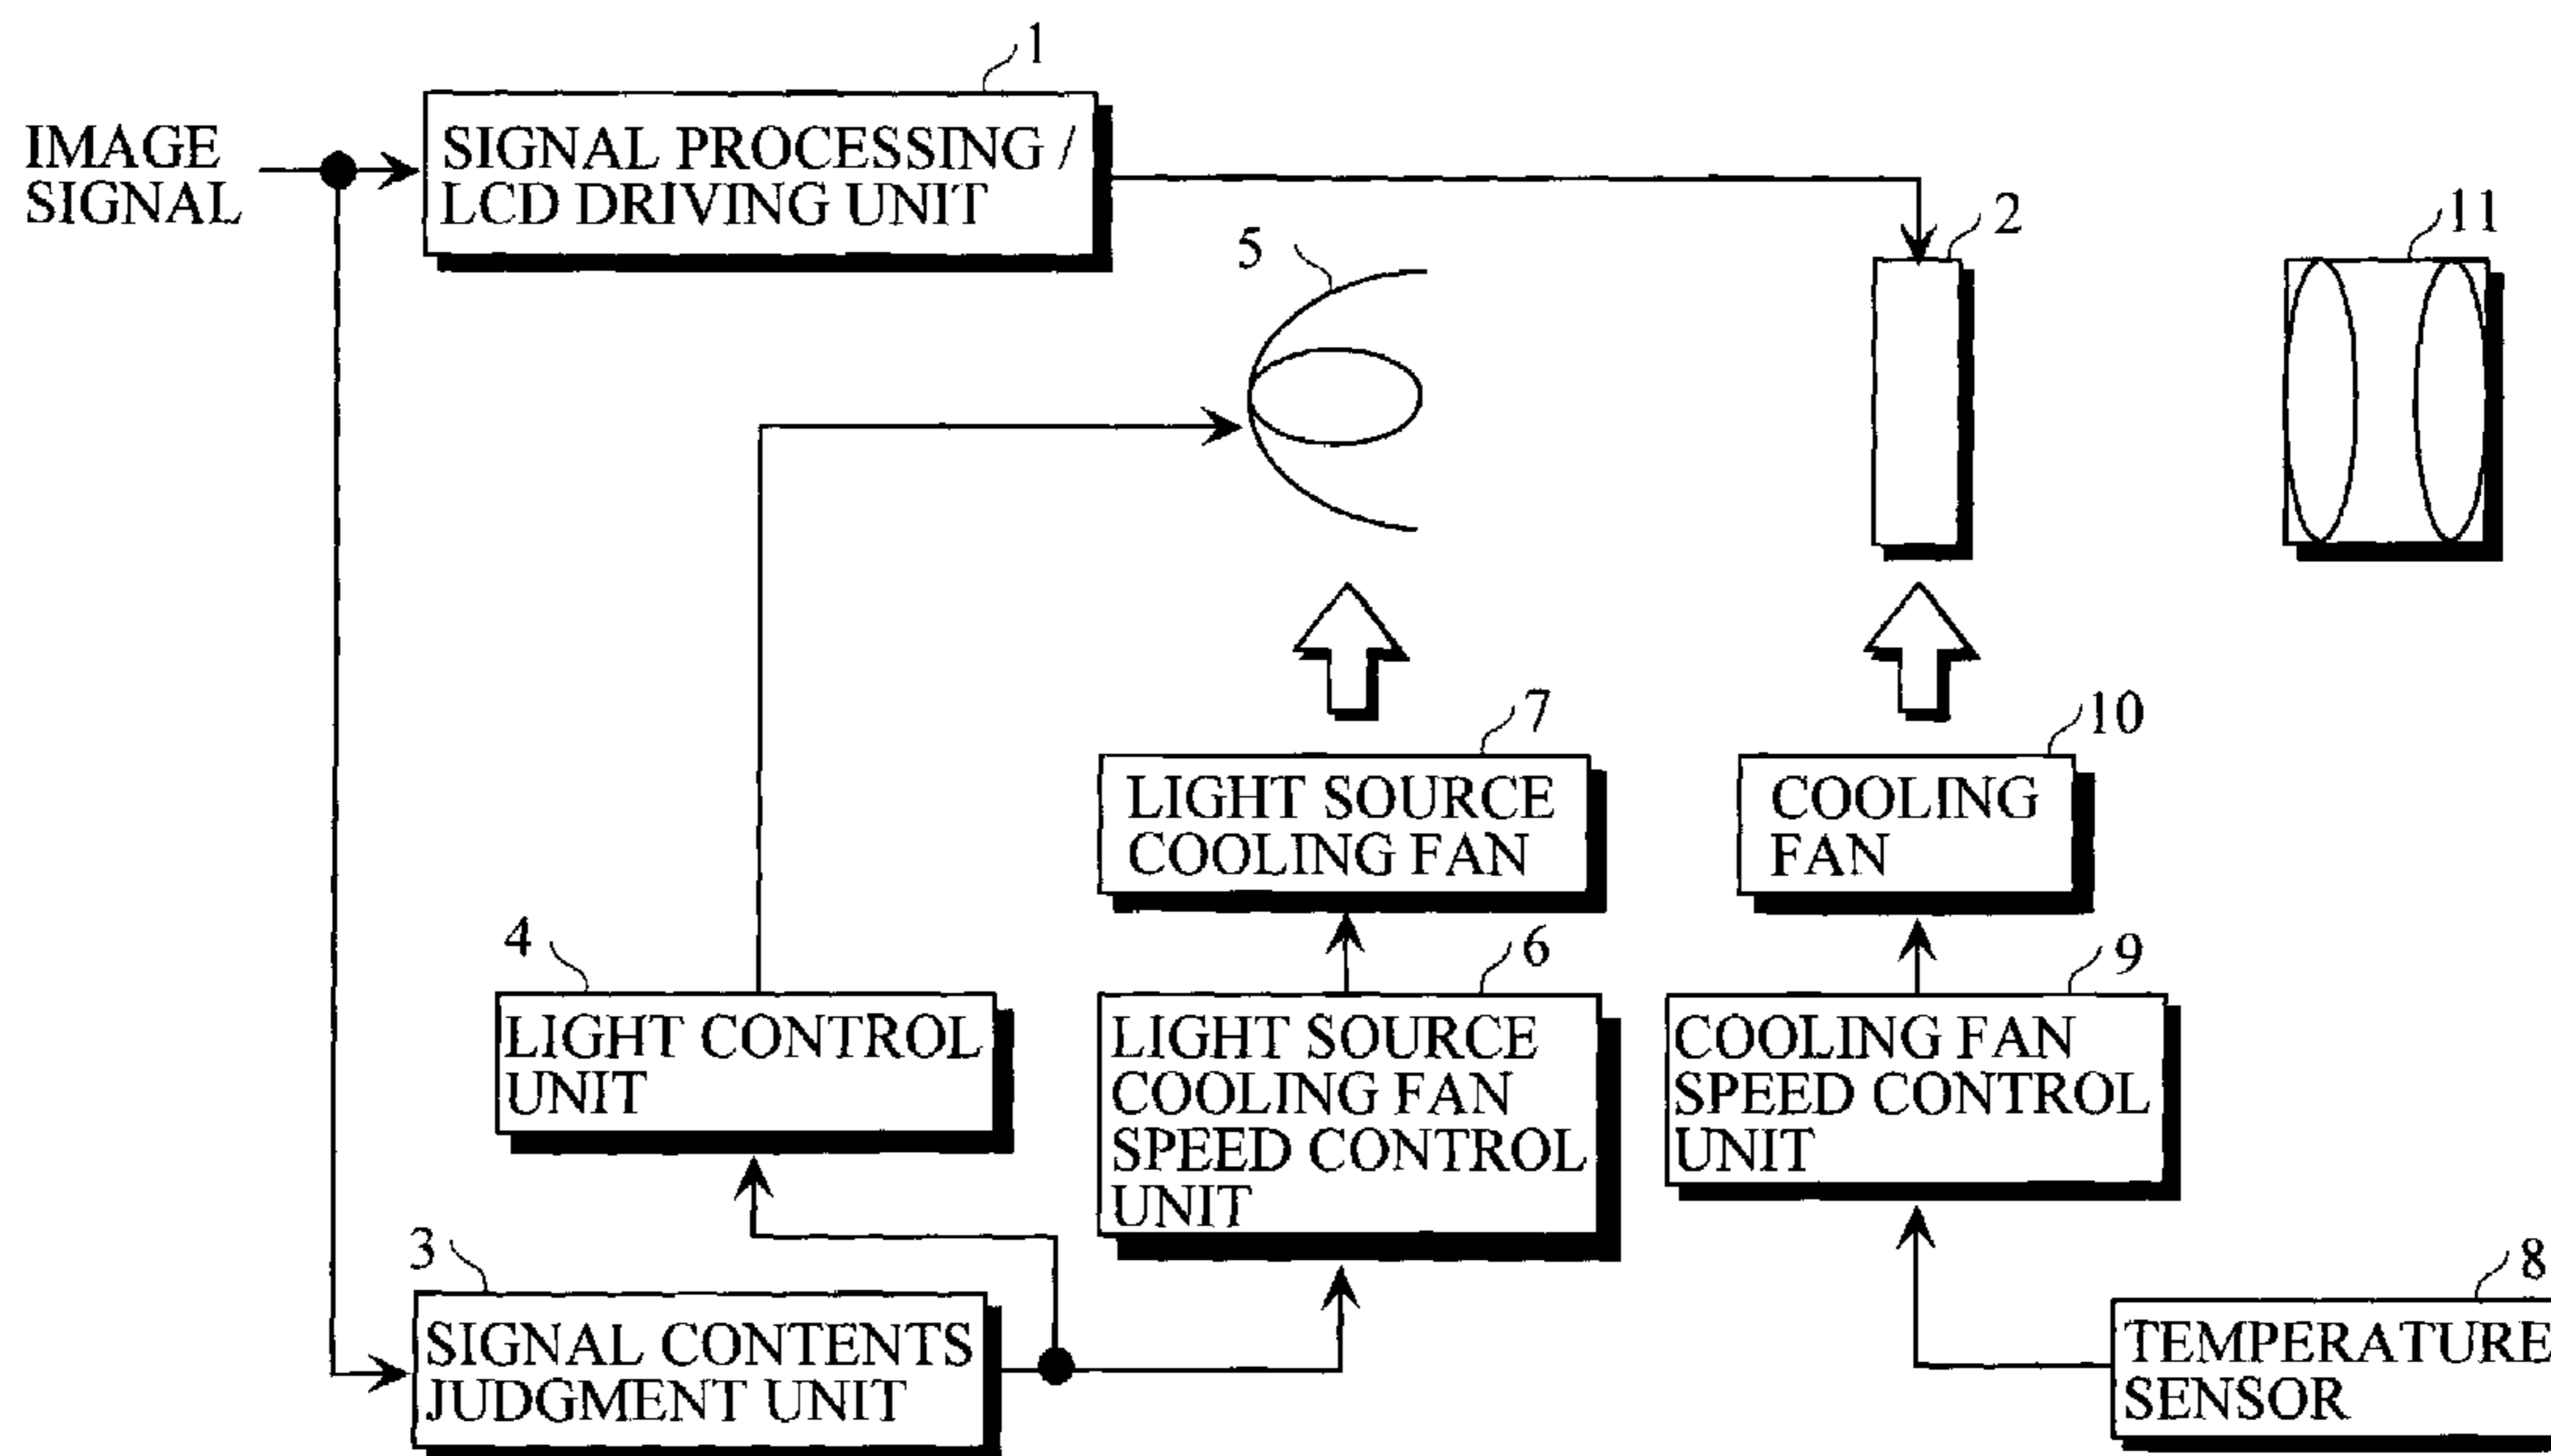 1
IMAGE
SIGNAL
SIGNAL PROCESSING /
LCD DRIVING UNIT
2
11
5
7
10
LIGHT SOURCE
COOLING FAN
COOLING
FAN
4
6
9
LIGHT CONTROL
UNIT
LIGHT SOURCE
COOLING FAN
SPEED CONTROL
UNIT
COOLING FAN
SPEED CONTROL
UNIT
3
8
SIGNAL CONTENTS
JUDGMENT UNIT
TEMPERATURE
SENSOR